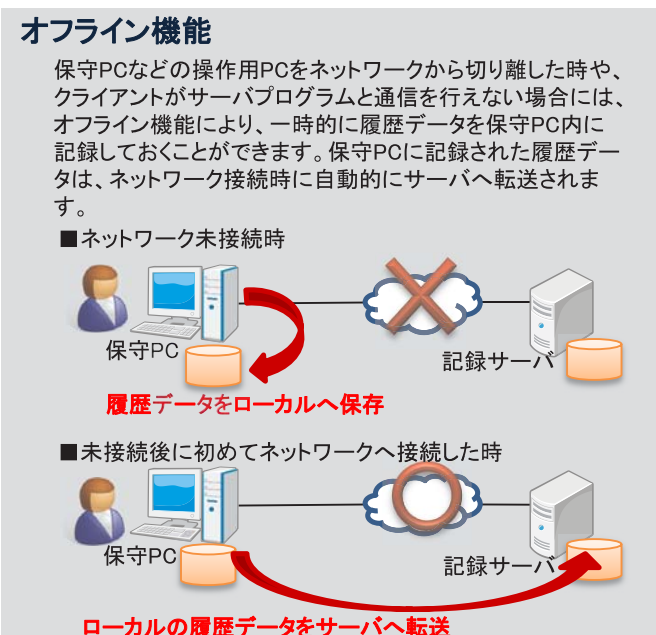 オフライン機能
保守PCなどの操作用PCをネットワークから切り離した時や、
クライアントがサーバプログラムと通信を行えない場合には、
オフライン機能により、一時的に履歴データを保守PC内に
記録しておくことができます。保守PCに記録された履歴デー
タは、ネットワーク接続時に自動的にサーバへ転送されま
す。
■ネットワーク未接続時
保守PC
記録サーバ
履歴データをローカルへ保存
■未接続後に初めてネットワークへ接続した時
保守PC
記録サーバ
ローカルの履歴データをサーバへ転送